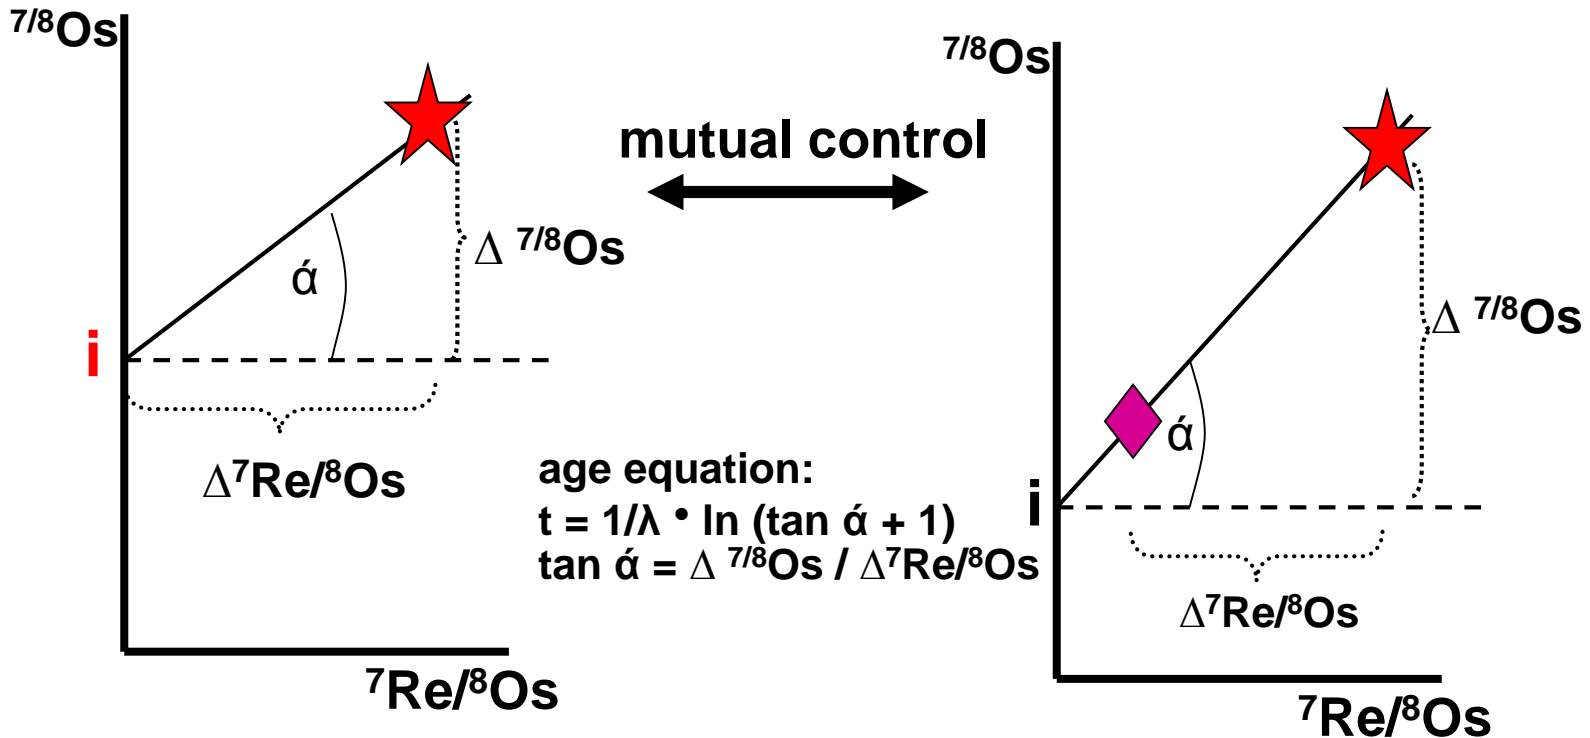 ⁷/⁸Os
ά
Δ ⁷/⁸Os
i
Δ⁷Re/⁸Os
⁷Re/⁸Os
mutual control
age equation:
t = 1/λ • ln (tan ά + 1)
tan ά = Δ ⁷/⁸Os / Δ⁷Re/⁸Os
⁷/⁸Os
Δ ⁷/⁸Os
ά
i
Δ⁷Re/⁸Os
⁷Re/⁸Os